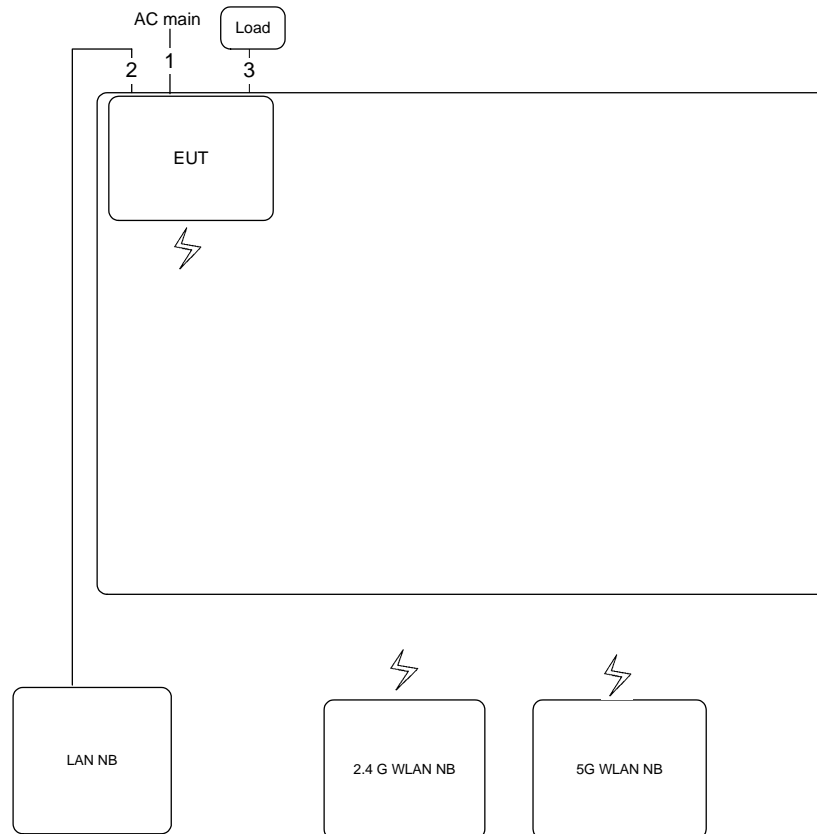 AC main
Load
2
1
3
EUT
LAN NB
2.4 G WLAN NB
5G WLAN NB